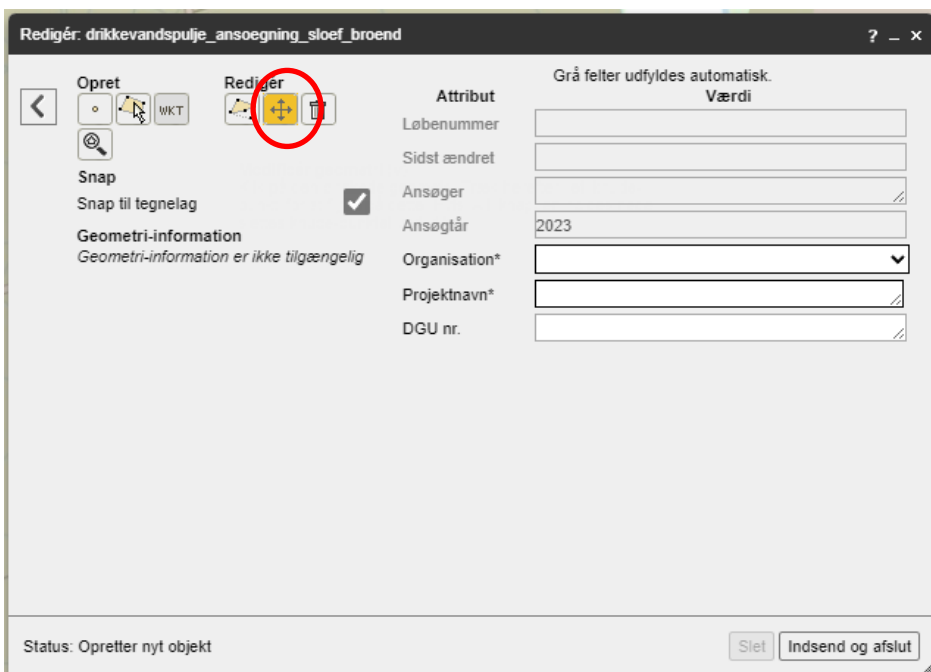 Redigér: drikkevandspulje_ansoegning_sloef_broend
Opret
Redigér
WKT
Snap
Snap til tegnelag
Geometri-information
Geometri-information er ikke tilgængelig
Grå felter udfyldes automatisk.
Attribut Værdi
Løbenummer
Sidst ændret
Ansøger
Ansøgtår 2023
Organisation*
Projektnavn*
DGU nr.
Status: Opretter nyt objekt
Slet Indsend og afslut